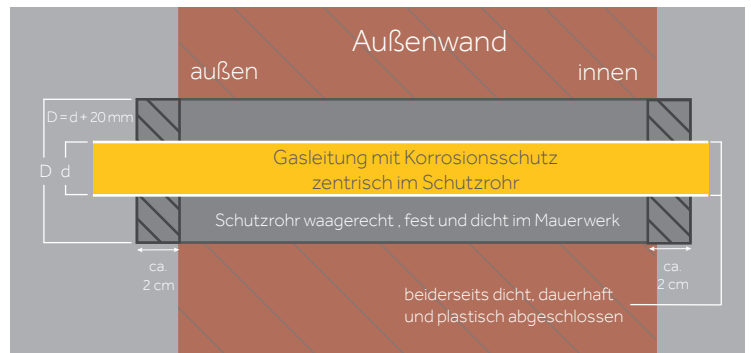 Außenwand
außen
innen
D = d + 20 mm
D
d
Gasleitung mit Korrosionsschutz
zentrisch im Schutzrohr
Schutzrohr waagerecht , fest und dicht im Mauerwerk
ca.
2 cm
ca.
2 cm
beiderseits dicht, dauerhaft
und plastisch abgeschlossen